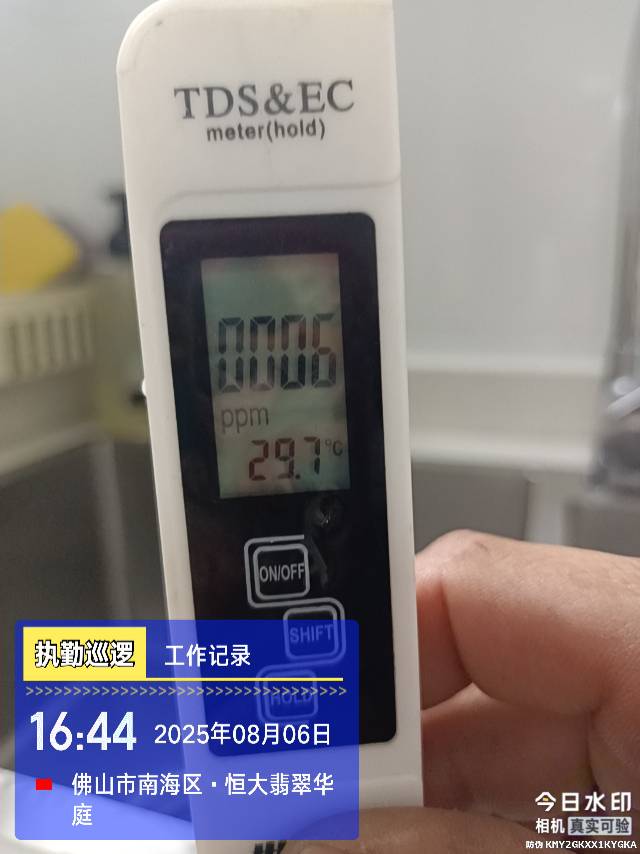 TDS&EC
meter(hold)
0006
ppm
29.7°C
ON/OFF
SHIFT
HOLD
执勤巡逻 工作记录
16:44 2025年08月06日
佛山市南海区·恒大翡翠华
庭
今日水印
相机 真实可验
防伪 KMY2GKXX1KYGKA